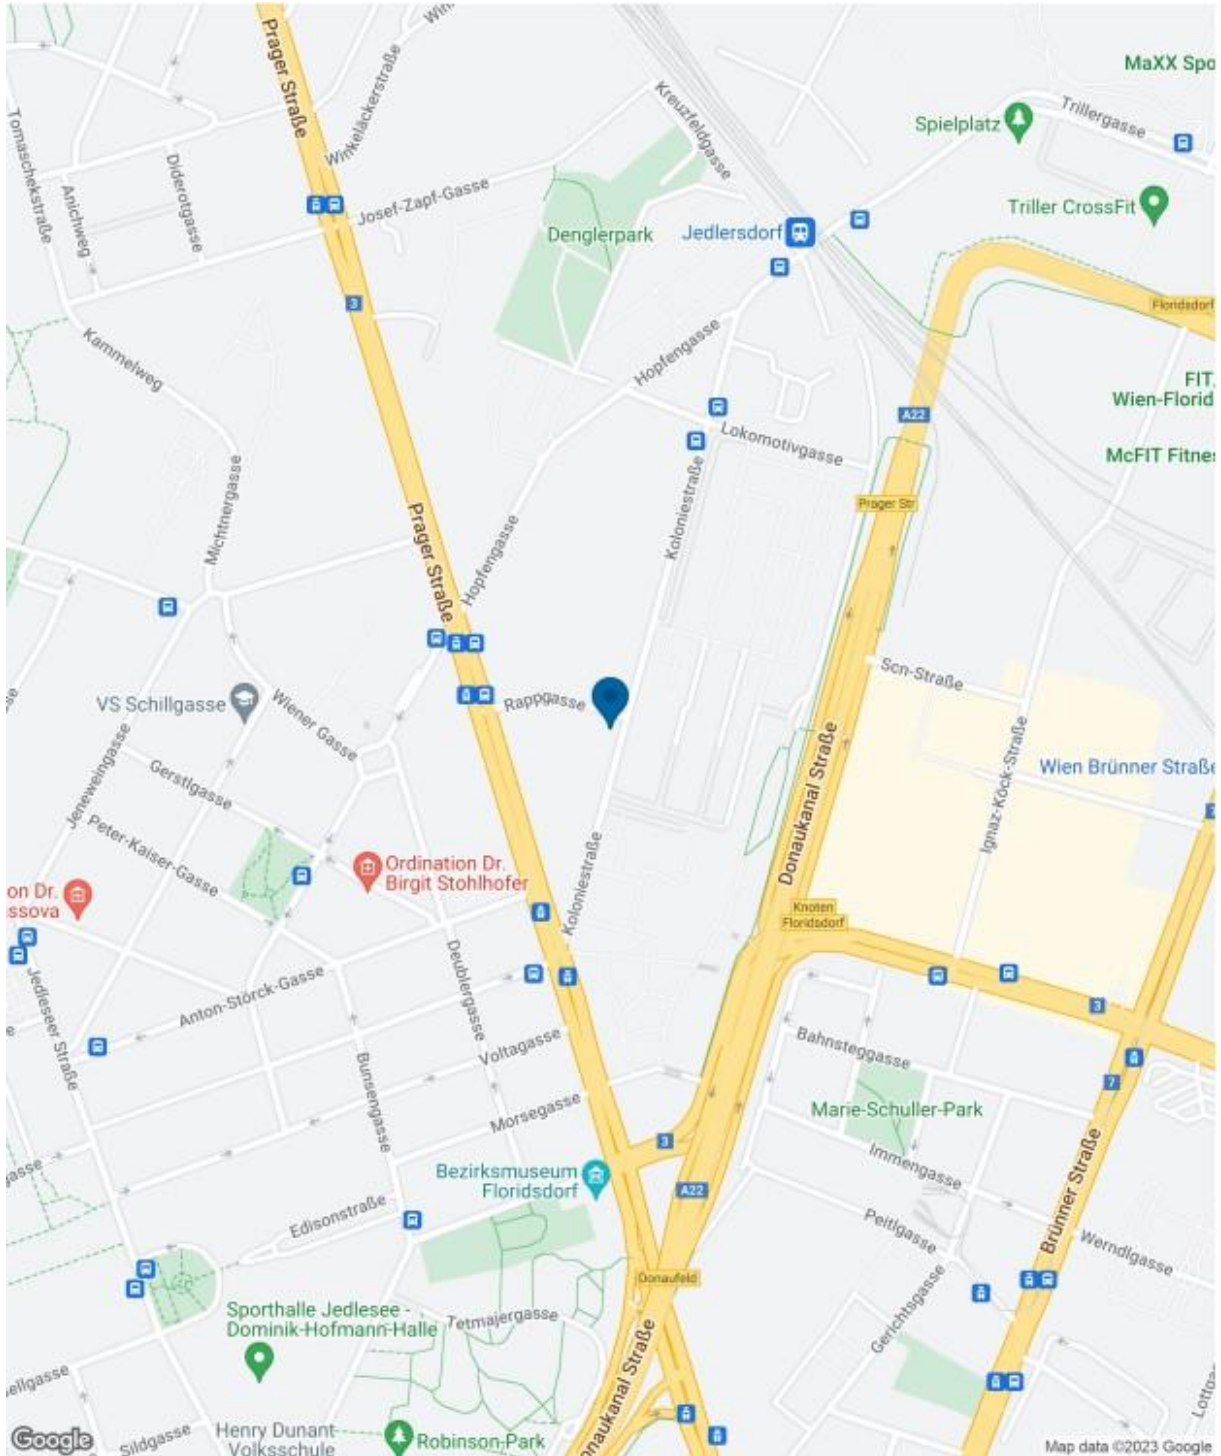 Prager Straße
MaXX Spo
Spielplatz
Trillergasse
Kreuzfeldgasse
Winkeläckerstraße
Tomaschekstraße
Diderotgasse
Anichweg
Josef-Zapf-Gasse
Triller CrossFit
Denglerpark
Jedlersdorf
3
Floridsdorf
Kammelweg
Hopfengasse
FIT.
Wien-Florid
A22
Lokomotivgasse
McFIT Fitnes
Michtnergasse
Prager Straße
Hopfengasse
Koloniestraße
Prager Str
Scn-Straße
VS Schillgasse
Wiener Gasse
Rappgasse
Jeneweingasse
Gerstlgasse
Donaukanal Straße
Ignaz-Köck-Straße
Wien Brünner Straße
Peter-Kaiser-Gasse
Ordination Dr.
Birgit Stohlhofer
Koloniestraße
on Dr.
ssova
Knoten
Floridsdorf
Jedleseer Straße
Anton-Störck-Gasse
Deublergasse
3
Voltagasse
Bahnsteggasse
Bunsengasse
Morsegasse
7
Marie-Schuller-Park
3
Immengasse
gasse
Bezirksmuseum
Floridsdorf
A22
Edisonstraße
Peitlgasse
Brünner Straße
Werndlgasse
Donaufeld
Gerichtsgasse
Sporthalle Jedlesee -
Dominik-Hofmann-Halle
Tetmajergasse
ellgasse
Donaukanal Straße
Lottga
Henry Dunant
Volksschule
Sildgasse
Robinson-Park
Google
Map data ©2023 Google